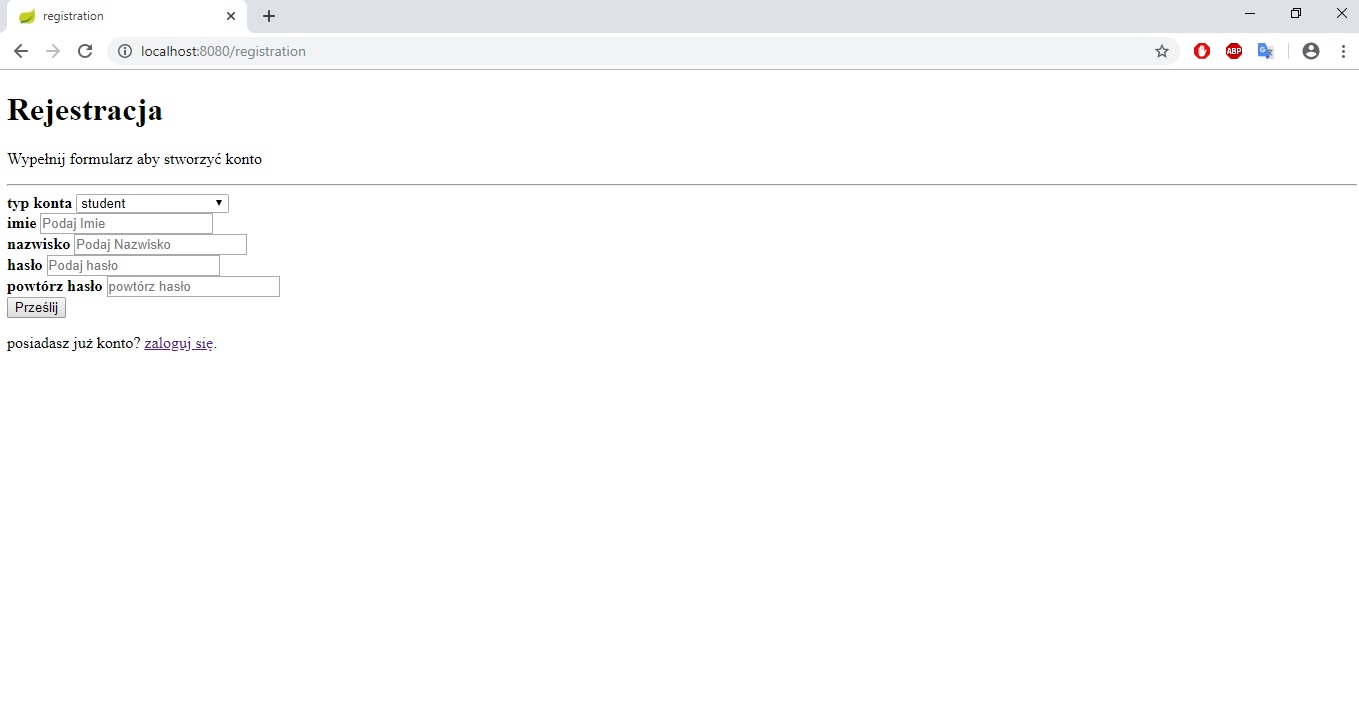 registration
localhost:8080/registration
ABP
Rejestracja
Wypełnij formularz aby stworzyć konto
typ konta student
imie Podaj Imie
nazwisko Podaj Nazwisko
hasło Podaj hasło
powtórz hasło powtórz hasło
Prześlij
posiadasz już konto? zaloguj się.